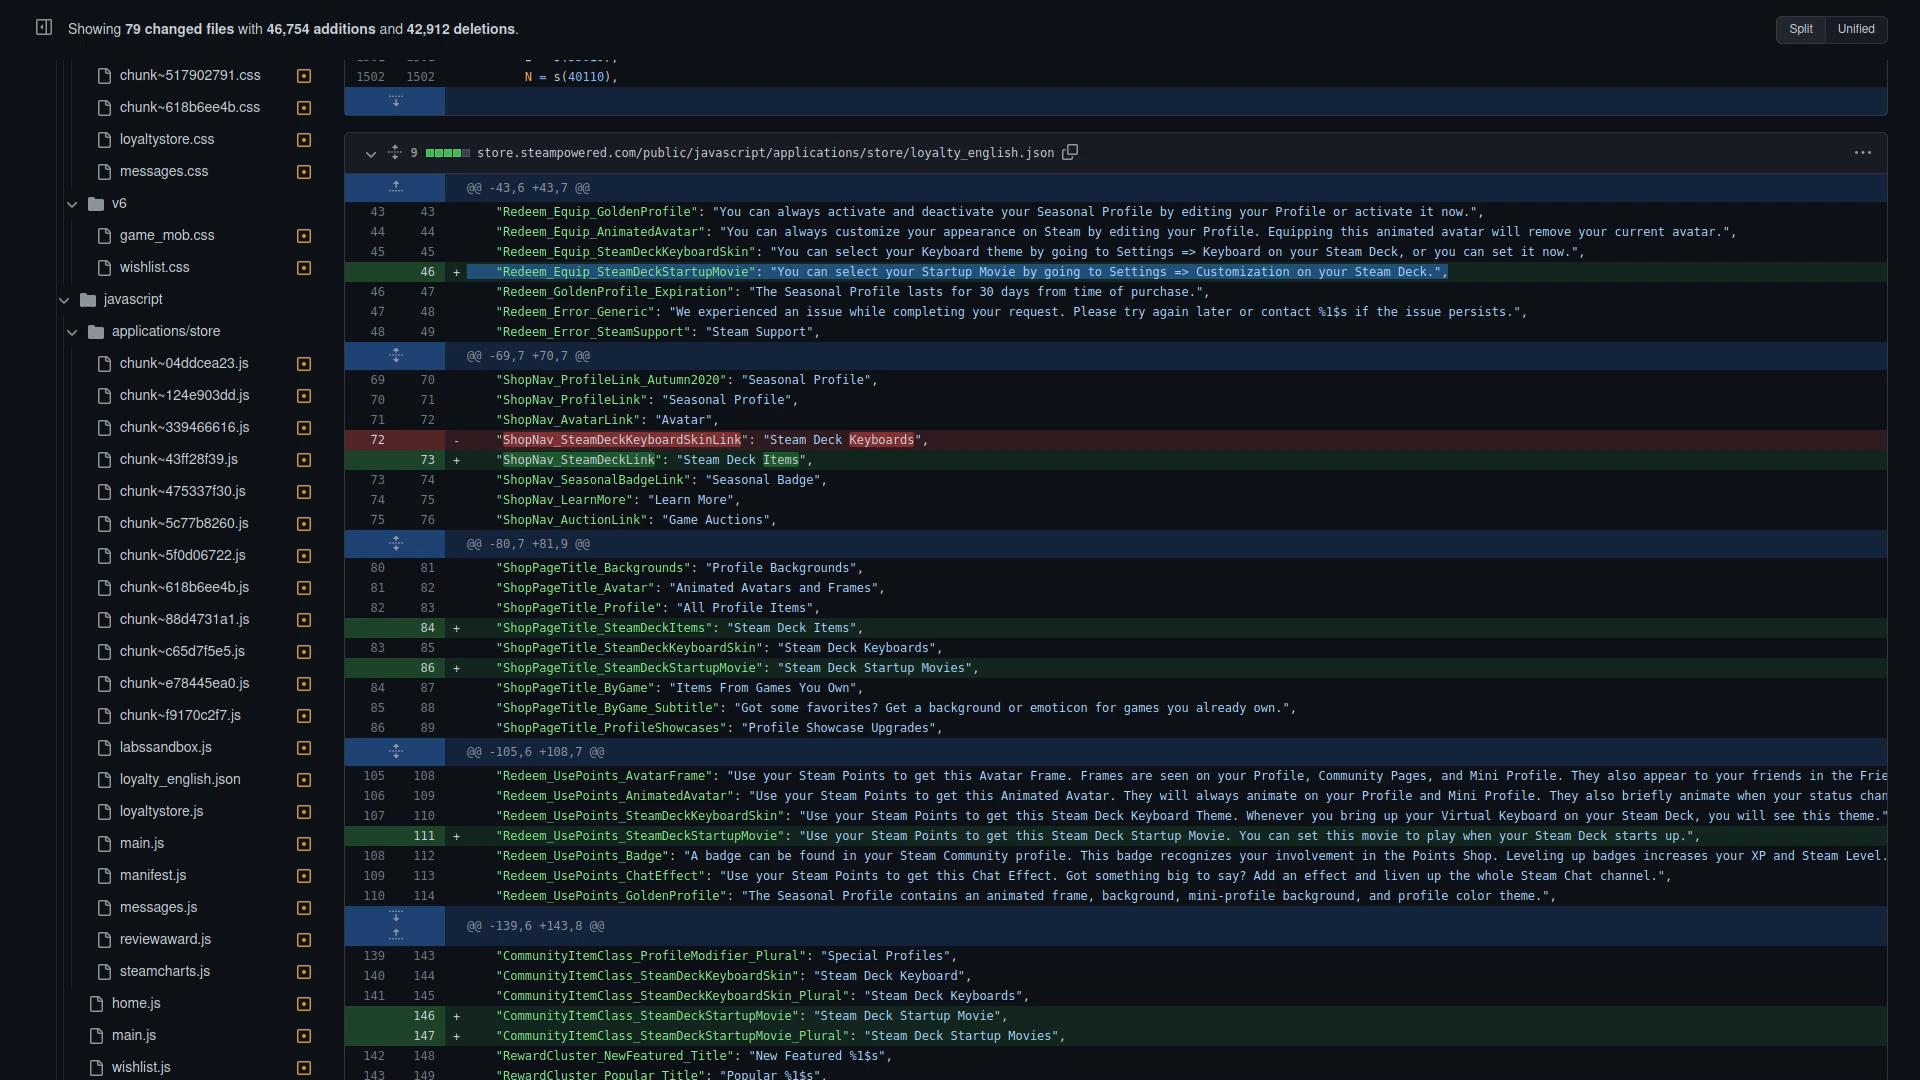 Showing 79 changed files with 46,754 additions and 42,912 deletions.
Split Unified
chunk~517902791.css
chunk~618b6ee4b.css
loyaltystore.css
messages.css
v6
game_mob.css
wishlist.css
javascript
applications/store
chunk~04ddcea23.js
chunk~124e903dd.js
chunk~339466616.js
chunk~43ff28f39.js
chunk~475337f30.js
chunk~5c77b8260.js
chunk~5f0d06722.js
chunk~618b6ee4b.js
chunk~88d4731a1.js
chunk~c65d7f5e5.js
chunk~e78445ea0.js
chunk~f9170c2f7.js
labssandbox.js
loyalty_english.json
loyaltystore.js
main.js
manifest.js
messages.js
reviewaward.js
steamcharts.js
home.js
main.js
wishlist.js
1502 1502 N = s(40110),
9 store.steampowered.com/public/javascript/applications/store/loyalty_english.json
@@ -43,6 +43,7 @@
43 43 "Redeem_Equip_GoldenProfile": "You can always activate and deactivate your Seasonal Profile by editing your Profile or activate it now.",
44 44 "Redeem_Equip_AnimatedAvatar": "You can always customize your appearance on Steam by editing your Profile. Equipping this animated avatar will remove your current avatar.",
45 45 "Redeem_Equip_SteamDeckKeyboardSkin": "You can select your Keyboard theme by going to Settings => Keyboard on your Steam Deck, or you can set it now.",
46 + "Redeem_Equip_SteamDeckStartupMovie": "You can select your Startup Movie by going to Settings => Customization on your Steam Deck.",
46 47 "Redeem_GoldenProfile_Expiration": "The Seasonal Profile lasts for 30 days from time of purchase.",
47 48 "Redeem_Error_Generic": "We experienced an issue while completing your request. Please try again later or contact %1$s if the issue persists.",
48 49 "Redeem_Error_SteamSupport": "Steam Support",
@@ -69,7 +70,7 @@
69 70 "ShopNav_ProfileLink_Autumn2020": "Seasonal Profile",
70 71 "ShopNav_ProfileLink": "Seasonal Profile",
71 72 "ShopNav_AvatarLink": "Avatar",
72 - "ShopNav_SteamDeckKeyboardSkinLink": "Steam Deck Keyboards",
73 + "ShopNav_SteamDeckLink": "Steam Deck Items",
73 74 "ShopNav_SeasonalBadgeLink": "Seasonal Badge",
74 75 "ShopNav_LearnMore": "Learn More",
75 76 "ShopNav_AuctionLink": "Game Auctions",
@@ -80,7 +81,9 @@
80 81 "ShopPageTitle_Backgrounds": "Profile Backgrounds",
81 82 "ShopPageTitle_Avatar": "Animated Avatars and Frames",
82 83 "ShopPageTitle_Profile": "All Profile Items",
84 + "ShopPageTitle_SteamDeckItems": "Steam Deck Items",
83 85 "ShopPageTitle_SteamDeckKeyboardSkin": "Steam Deck Keyboards",
86 + "ShopPageTitle_SteamDeckStartupMovie": "Steam Deck Startup Movies",
84 87 "ShopPageTitle_ByGame": "Items From Games You Own",
85 88 "ShopPageTitle_ByGame_Subtitle": "Got some favorites? Get a background or emoticon for games you already own.",
86 89 "ShopPageTitle_ProfileShowcases": "Profile Showcase Upgrades",
@@ -105,6 +108,7 @@
105 108 "Redeem_UsePoints_AvatarFrame": "Use your Steam Points to get this Avatar Frame. Frames are seen on your Profile, Community Pages, and Mini Profile. They also appear to your friends in the Frie
106 109 "Redeem_UsePoints_AnimatedAvatar": "Use your Steam Points to get this Animated Avatar. They will always animate on your Profile and Mini Profile. They also briefly animate when your status chan
107 110 "Redeem_UsePoints_SteamDeckKeyboardSkin": "Use your Steam Points to get this Steam Deck Keyboard Theme. Whenever you bring up your Virtual Keyboard on your Steam Deck, you will see this theme."
111 + "Redeem_UsePoints_SteamDeckStartupMovie": "Use your Steam Points to get this Steam Deck Startup Movie. You can set this movie to play when your Steam Deck starts up.",
108 112 "Redeem_UsePoints_Badge": "A badge can be found in your Steam Community profile. This badge recognizes your involvement in the Points Shop. Leveling up badges increases your XP and Steam Level.
109 113 "Redeem_UsePoints_ChatEffect": "Use your Steam Points to get this Chat Effect. Got something big to say? Add an effect and liven up the whole Steam Chat channel.",
110 114 "Redeem_UsePoints_GoldenProfile": "The Seasonal Profile contains an animated frame, background, mini-profile background, and profile color theme.",
@@ -139,6 +143,8 @@
139 143 "CommunityItemClass_ProfileModifier_Plural": "Special Profiles",
140 144 "CommunityItemClass_SteamDeckKeyboardSkin": "Steam Deck Keyboard",
141 145 "CommunityItemClass_SteamDeckKeyboardSkin_Plural": "Steam Deck Keyboards",
146 + "CommunityItemClass_SteamDeckStartupMovie": "Steam Deck Startup Movie",
147 + "CommunityItemClass_SteamDeckStartupMovie_Plural": "Steam Deck Startup Movies",
142 148 "RewardCluster_NewFeatured_Title": "New Featured %1$s",
143 149 "RewardCluster_Popular_Title": "Popular %1$s",